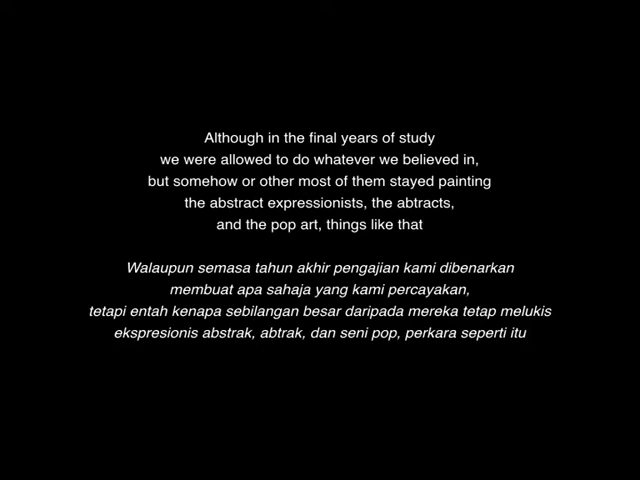 Although in the final years of study
we were allowed to do whatever we believed in,
but somehow or other most of them stayed painting
the abstract expressionists, the abtracts,
and the pop art, things like that
Walaupun semasa tahun akhir pengajian kami dibenarkan
membuat apa sahaja yang kami percayakan,
tetapi entah kenapa sebilangan besar daripada mereka tetap melukis
ekspresionis abstrak, abtrak, dan seni pop, perkara seperti itu